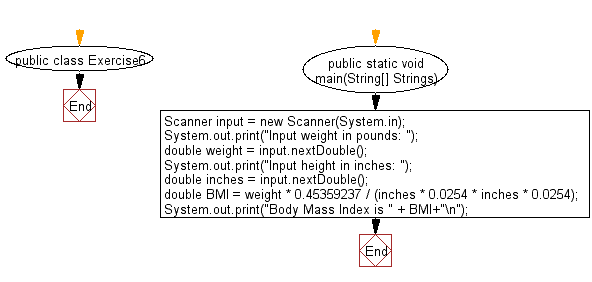 public class Exercise6
End
public static void
main(String[] Strings)
Scanner input = new Scanner(System.in);
System.out.print("Input weight in pounds: ");
double weight = input.nextDouble();
System.out.print("Input height in inches: ");
double inches = input.nextDouble();
double BMI = weight * 0.45359237 / (inches * 0.0254 * inches * 0.0254);
System.out.print("Body Mass Index is " + BMI+"\n");
End